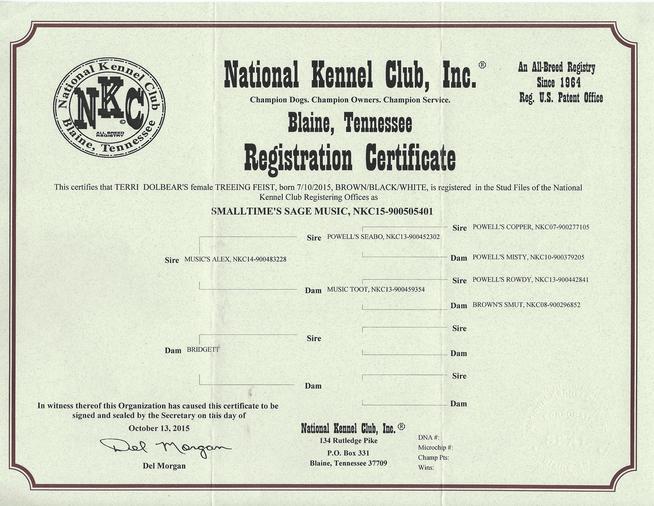 National Kennel Club, Inc.®
Champion Dogs. Champion Owners. Champion Service.
Blaine, Tennessee
Registration Certificate
National Kennel Club
NKC
ALL-BREED
REGISTRY
Blaine, Tennessee
An All-Breed Registry
Since 1964
Reg. U.S. Patent Office
This certifies that TERRI DOLBEAR'S female TREEING FEIST, born 7/10/2015, BROWN/BLACK/WHITE, is registered in the Stud Files of the National
Kennel Club Registering Offices as
SMALLTIME'S SAGE MUSIC, NKC15-900505401
Sire POWELL'S COPPER, NKC07-900277105
Sire POWELL'S SEABO, NKC13-900452302
Dam POWELL'S MISTY, NKC10-900379205
Sire MUSIC'S ALEX, NKC14-900483228
Sire POWELL'S ROWDY, NKC13-900442841
Dam MUSIC TOOT, NKC13-900459354
Dam BROWN'S SMUT, NKC08-900296852
Sire
Sire
Dam BRIDGETT
Dam
Sire
Dam
Dam
In witness thereof this Organization has caused this certificate to be
signed and sealed by the Secretary on this day of
October 13, 2015
Del Morgan
Del Morgan
National Kennel Club, Inc.®
134 Rutledge Pike
P.O. Box 331
Blaine, Tennessee 37709
DNA #:
Microchip #:
Champ Pts:
Wins: